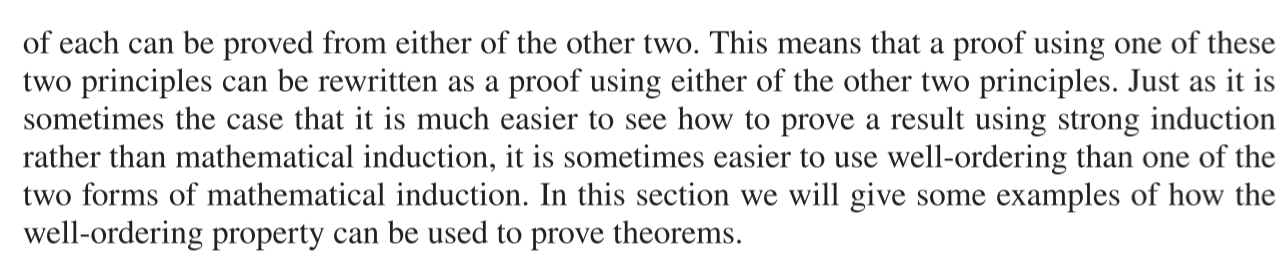 of each can be proved from either of the other two. This means that a proof using one of these
two principles can be rewritten as a proof using either of the other two principles. Just as it is
sometimes the case that it is much easier to see how to prove a result using strong induction
rather than mathematical induction, it is sometimes easier to use well-ordering than one of the
two forms of mathematical induction. In this section we will give some examples of how the
well-ordering property can be used to prove theorems.